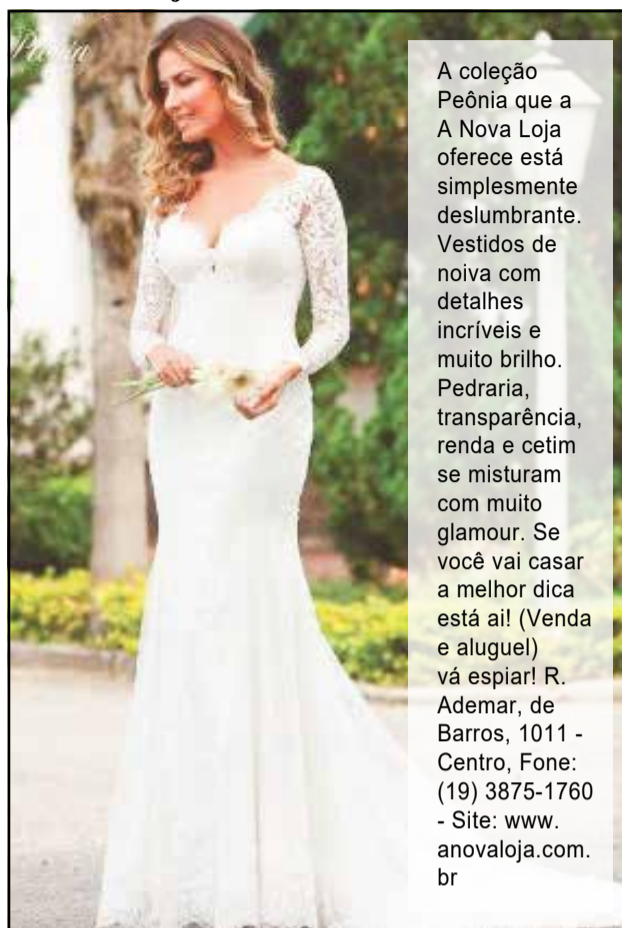 Peônia
A coleção
Peônia que a
A Nova Loja
oferece está
simplesmente
deslumbrante.
Vestidos de
noiva com
detalhes
incríveis e
muito brilho.
Pedraria,
transparência,
renda e cetim
se misturam
com muito
glamour. Se
você vai casar
a melhor dica
está ai! (Venda
e aluguel)
vá espiar! R.
Ademar, de
Barros, 1011 -
Centro, Fone:
(19) 3875-1760
- Site: www.
anovaloja.com.
br